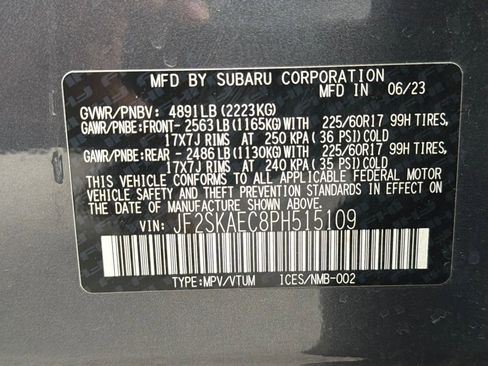 MFD BY SUBARU CORPORATION
MFD IN 06/23
GVWR/PNBV: 4891LB (2223KG)
GAWR/PNBE:FRONT- 2563LB(1165KG)WITH 225/60R17 99H TIRES,
17X7J RIMS AT 250 KPA( 36 PSI)COLD
GAWR/PNBE:REAR - 2486LB(1130KG)WITH 225/60R17 99H TIRES,
17X7J RIMS AT 240 KPA( 35 PSI)COLD
THIS VEHICLE CONFORMS TO ALL APPLICABLE FEDERAL MOTOR
VEHICLE SAFETY AND THEFT PREVENTION STANDARDS IN EFFECT
ON THE DATE OF MANUFACTURE SHOWN ABOVE.
VIN: JF2SKAEC8PH515109
TYPE:MPV/VTUM ICES/NMB-002